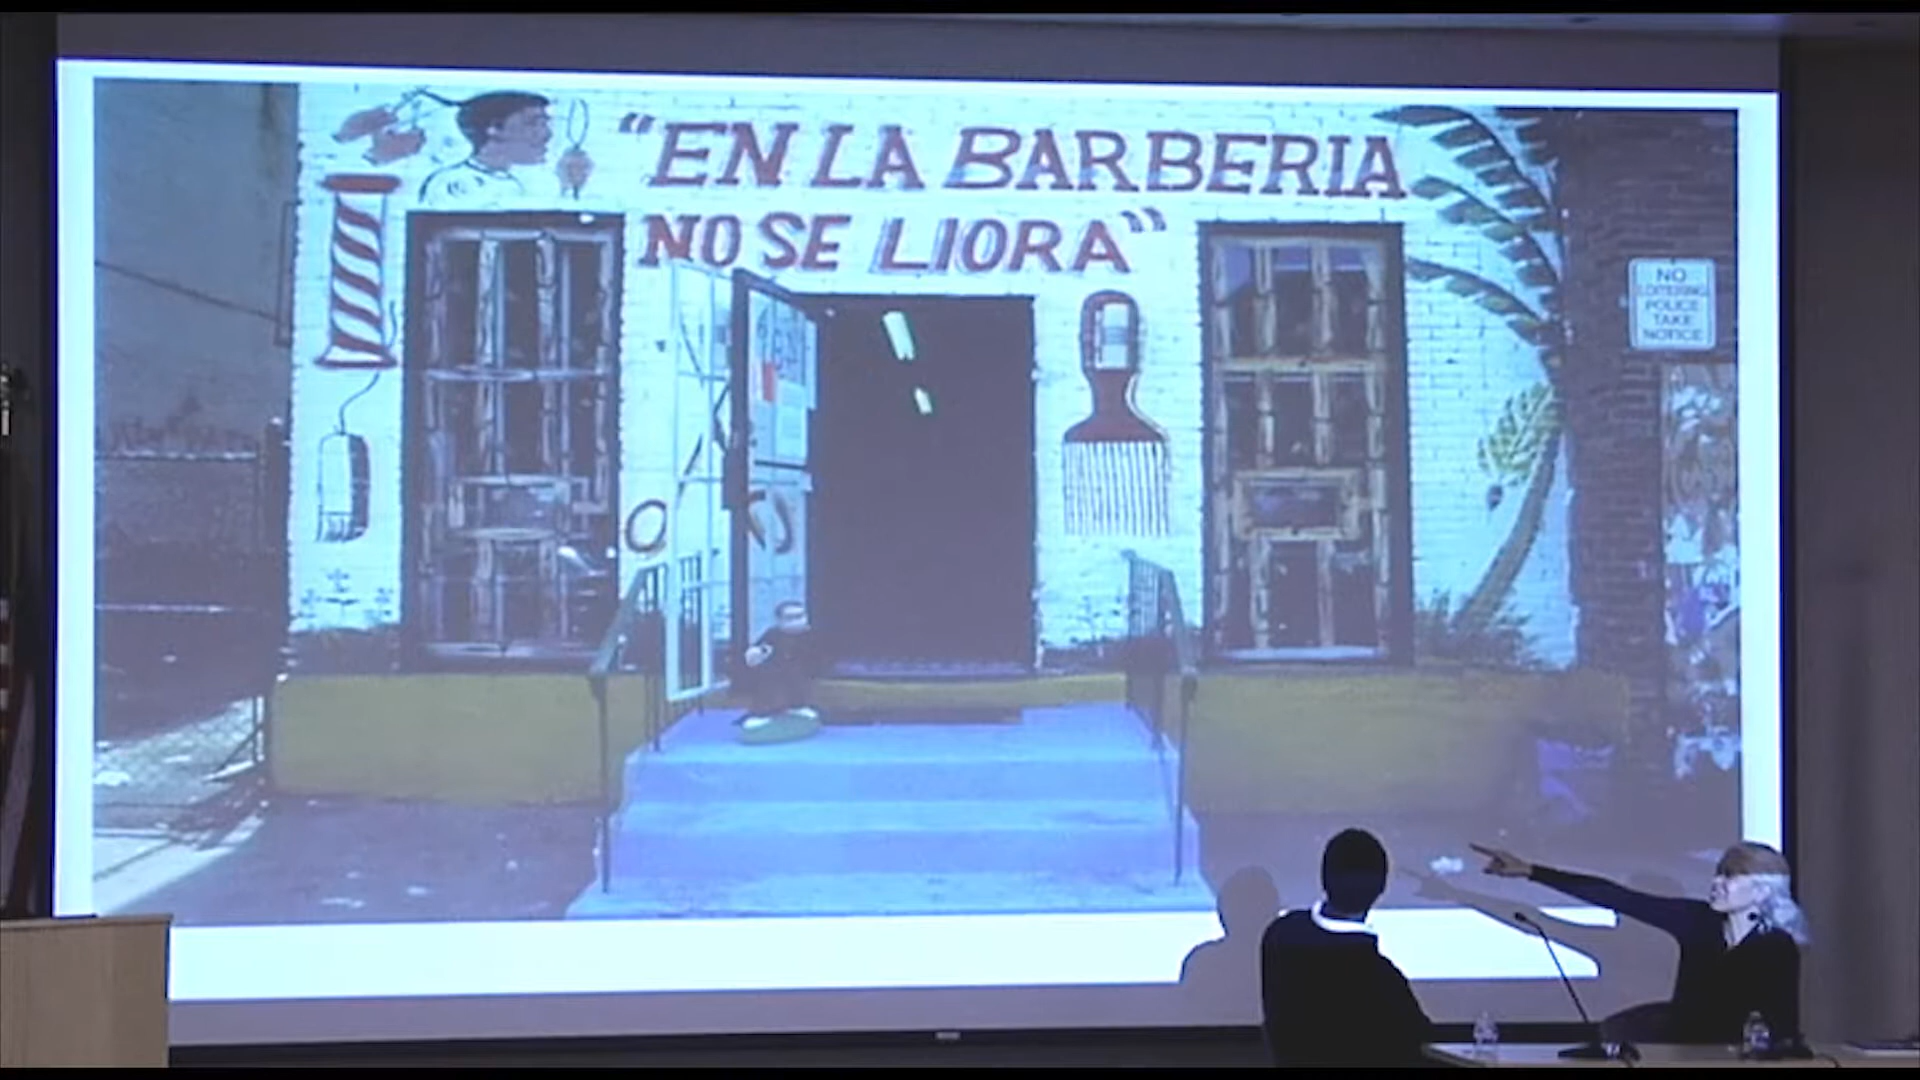 "EN LA BARBERIA
NO SE LIORA"
NO
LOITERING
POLICE
TAKE
NOTICE